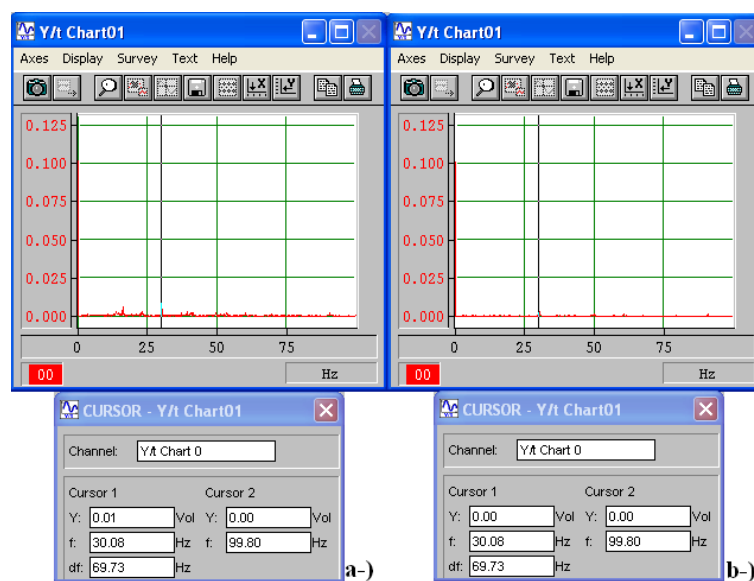 Y/t Chart01
Axes Display Survey Text Help
0.125
0.100
0.075
0.050
0.025
0.000
0 25 50 75
00 Hz
CURSOR - Y/t Chart01
Channel: Y/t Chart 0
Cursor 1 Cursor 2
Y: 0.01 Vol Y: 0.00 Vol
f: 30.08 Hz f: 99.80 Hz
df: 69.73 Hz
a-)
Y/t Chart01
Axes Display Survey Text Help
0.125
0.100
0.075
0.050
0.025
0.000
0 25 50 75
00 Hz
CURSOR - Y/t Chart01
Channel: Y/t Chart 0
Cursor 1 Cursor 2
Y: 0.00 Vol Y: 0.00 Vol
f: 30.08 Hz f: 99.80 Hz
df: 69.73 Hz
b-)